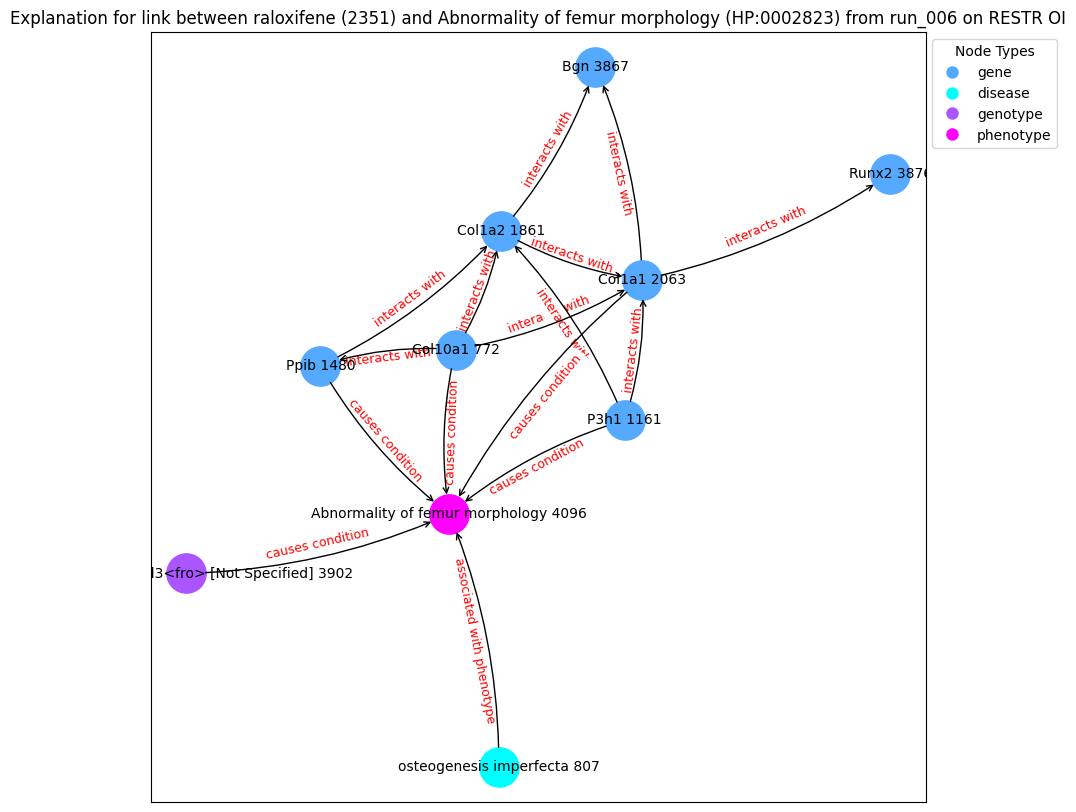 Explanation for link between raloxifene (2351) and Abnormality of femur morphology (HP:0002823) from run_006 on RESTR OI
Node Types
gene
disease
genotype
phenotype
Bgn 3867
Runx2 3876
interacts with
interacts with
interacts with
Col1a2 1861
interacts with
Col1a1 2063
interacts with
interacts with
interacts with
interacts with
interacts with
Col10a1 772
Ppib 1480
interacts with
causes condition
causes condition
causes condition
P3h1 1161
causes condition
Abnormality of femur morphology 4096
causes condition
l3<fro> [Not Specified] 3902
associated with phenotype
osteogenesis imperfecta 807